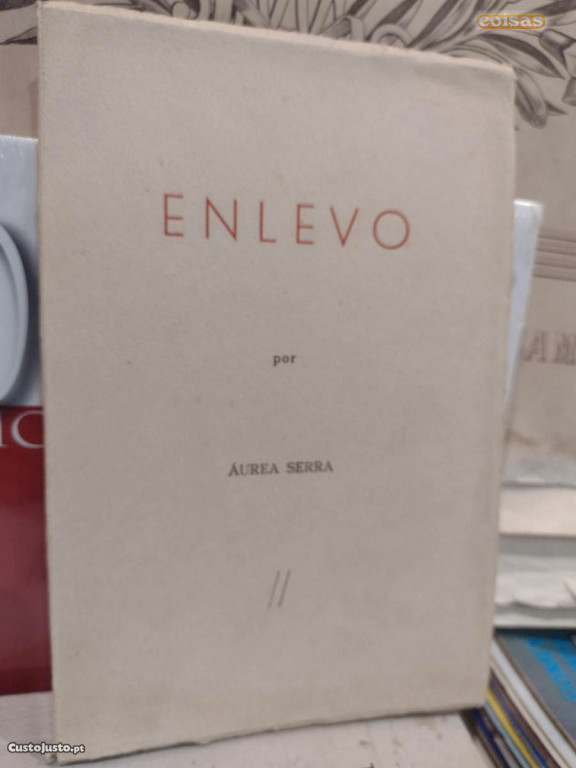 coisas
ENLEVO
por
ÁUREA SERRA
//
CustoJusto.pt